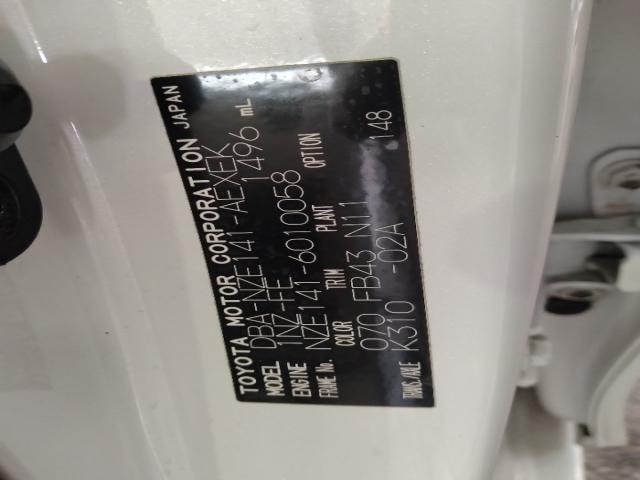 TOYOTA MOTOR CORPORATION JAPAN
MODEL DBA-NZE141-AEXEK
ENGINE 1NZ-FE 1496 mL
FRAME No. NZE141-6010058
COLOR TRIM PLANT OPTION
070 FB43 N11 148
TRANS/AXLE K310 -02A